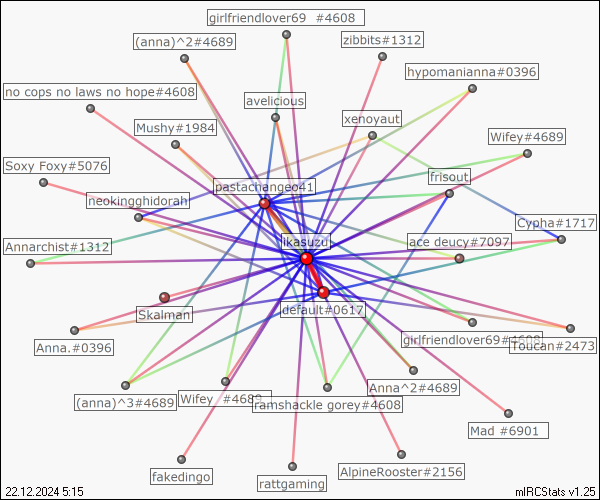 girlfriendlover69  #4608
(anna)^2#4689
zibbits#1312
hypomanianna#0396
no cops no laws no hope#4608
avelicious
xenoyaut
Mushy#1984
Wifey#4689
Soxy Foxy#5076
frisout
pastachangeo41
neokingghidorah
Cypha#1717
ikasuzu
Annarchist#1312
ace deucy#7097
default#0617
Skalman
Anna.#0396
girlfriendlover69#4608
Toucan#2473
Anna^2#4689
(anna)^3#4689
Wifey  #4689
ramshackle gorey#4608
Mad #6901
fakedingo
rattgaming
AlpineRooster#2156
22.12.2024 5:15
mIRCStats v1.25